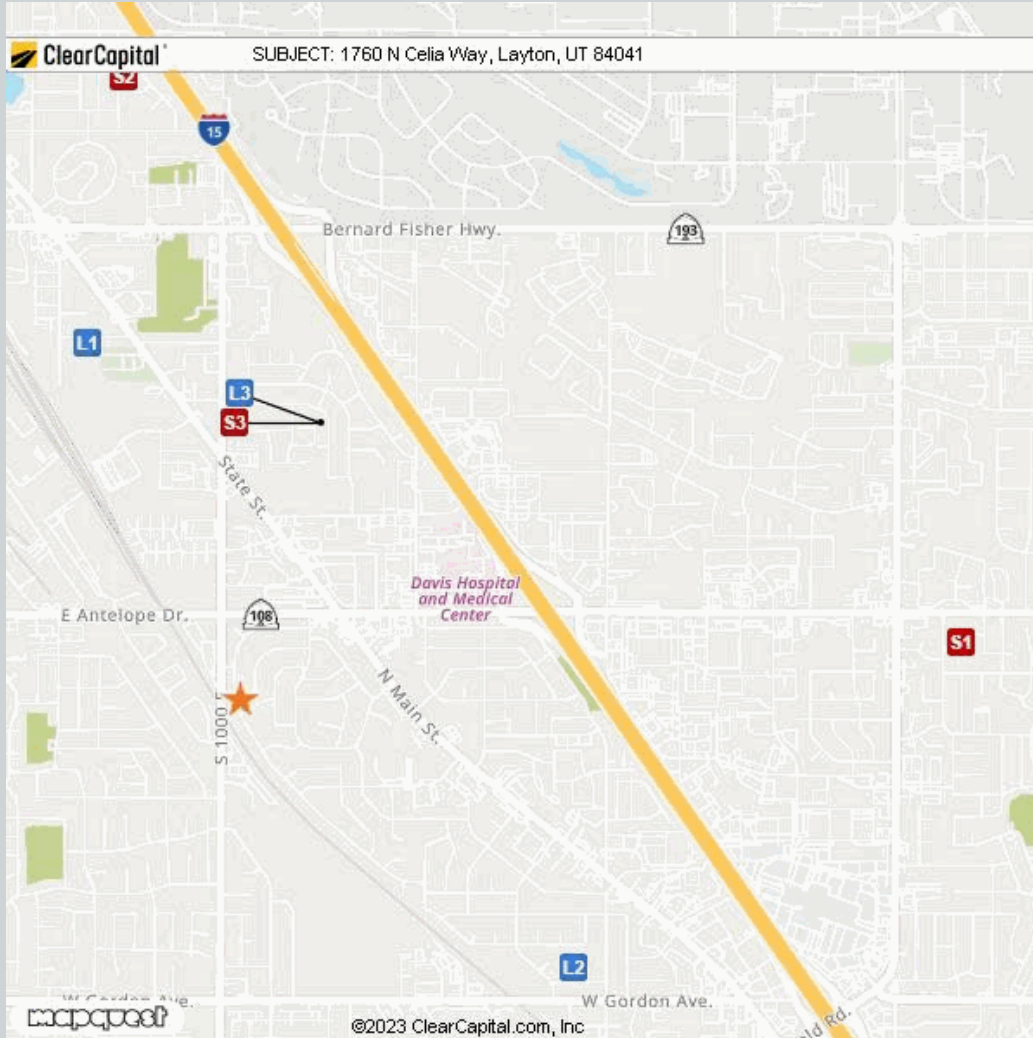 ClearCapital
SUBJECT: 1760 N Celia Way, Layton, UT 84041
S2
15
Bernard Fisher Hwy.
193
L1
L3
S3
State St.
Davis Hospital
and Medical
Center
E Antelope Dr.
108
S1
S 1000 E
N Main St.
L2
W Gordon Ave.
W Gordon Ave.
ld Rd.
mapquest
©2023 ClearCapital.com, Inc